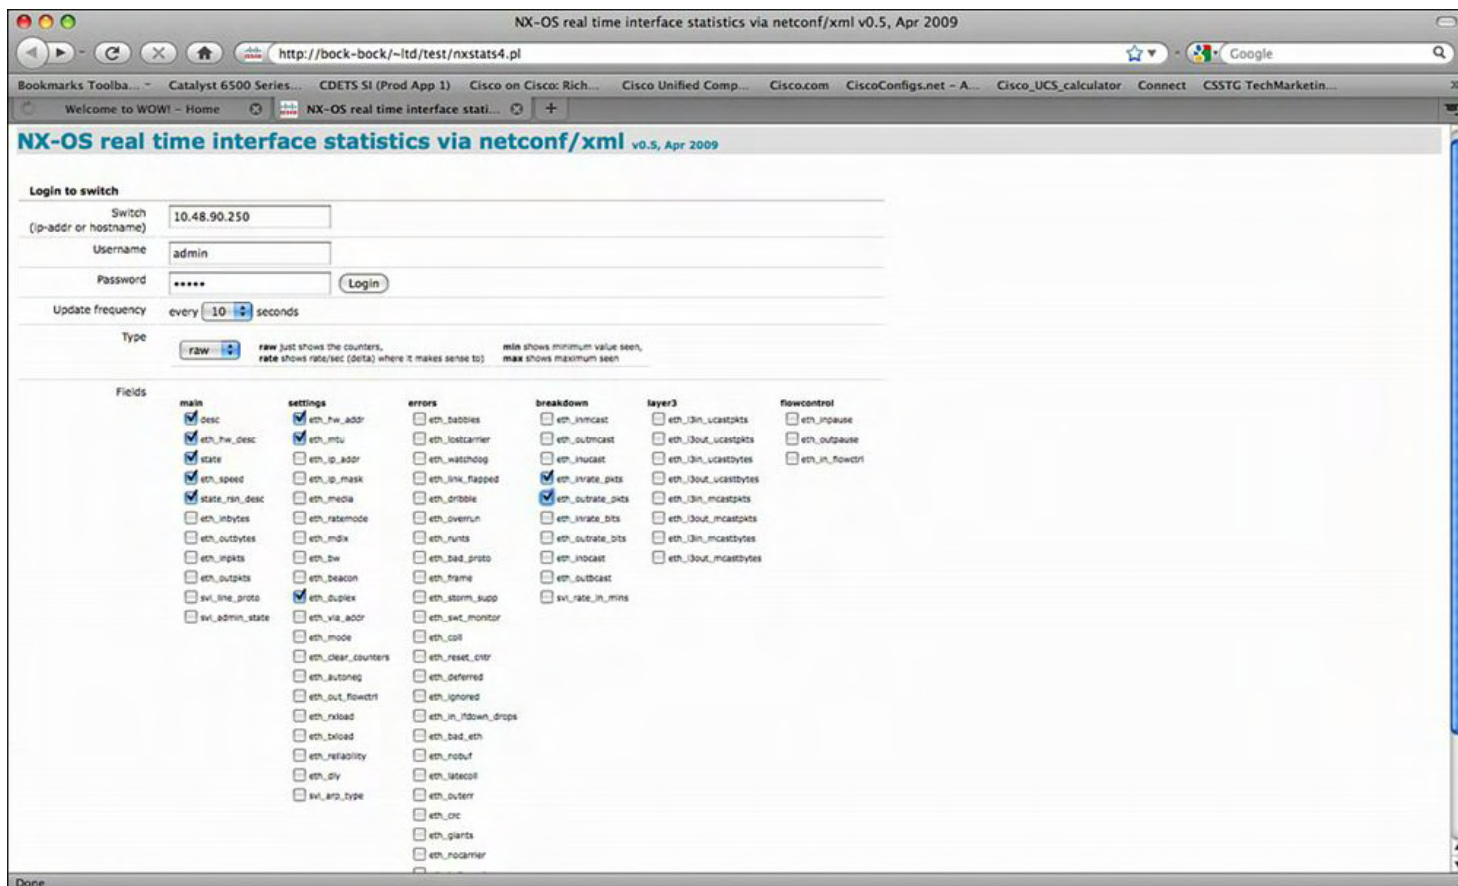 NX-OS real time interface statistics via netconf/xml v0.5, Apr 2009
http://bock-bock/~ltd/test/nxstats4.pl
Google
Bookmarks Toolba... Catalyst 6500 Series... CDETS SI (Prod App 1) Cisco on Cisco: Rich... Cisco Unified Comp... Cisco.com CiscoConfigs.net - A... Cisco_UCS_calculator Connect CSSTG TechMarketin...
Welcome to WOW! - Home NX-OS real time interface stati...
NX-OS real time interface statistics via netconf/xml v0.5, Apr 2009
Login to switch
Switch 10.48.90.250
(ip-addr or hostname)
Username admin
Password ••••• Login
Update frequency every 10 seconds
Type raw
raw just shows the counters, min shows minimum value seen,
rate shows rate/sec (delta) where it makes sense to) max shows maximum seen
Fields
main settings errors breakdown layer3 flowcontrol
desc eth_hw_addr eth_babbles eth_inmcast eth_l3in_ucastpkts eth_inpause
eth_hw_desc eth_mtu eth_lostcarrier eth_outmcast eth_l3out_ucastpkts eth_outpause
state eth_ip_addr eth_watchdog eth_inucast eth_l3in_ucastbytes eth_in_flowctrl
eth_speed eth_ip_mask eth_link_flapped eth_inrate_pkts eth_l3out_ucastbytes
state_rsn_desc eth_media eth_dribble eth_outrate_pkts eth_l3in_mcastpkts
eth_inbytes eth_ratemode eth_overrun eth_inrate_bits eth_l3out_mcastpkts
eth_outbytes eth_mdix eth_runts eth_outrate_bits eth_l3in_mcastbytes
eth_inpkts eth_bw eth_bad_proto eth_inbcast eth_l3out_mcastbytes
eth_outpkts eth_beacon eth_frame eth_outbcast
svi_line_proto eth_duplex eth_storm_supp svi_rate_in_mins
svi_admin_state eth_via_addr eth_swt_monitor
eth_mode eth_coll
eth_clear_counters eth_reset_cntr
eth_autoneg eth_deferred
eth_out_flowctrl eth_ignored
eth_rxload eth_in_ifdown_drops
eth_txload eth_bad_eth
eth_reliability eth_nobuf
eth_dly eth_latecoll
svi_arp_type eth_outerr
eth_crc
eth_giants
eth_nocarrier
Done